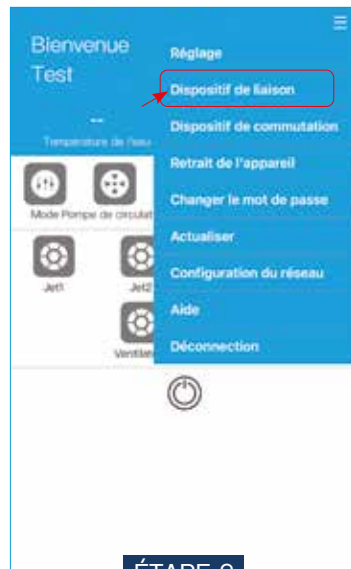 Bienvenue
Test
--
Température de l'eau
Réglage
Dispositif de liaison
Dispositif de commutation
Retrait de l'appareil
Changer le mot de passe
Actualiser
Configuration du réseau
Aide
Déconnection
Mode Pompe de circulat
Jet1 Jet2
Ventilat